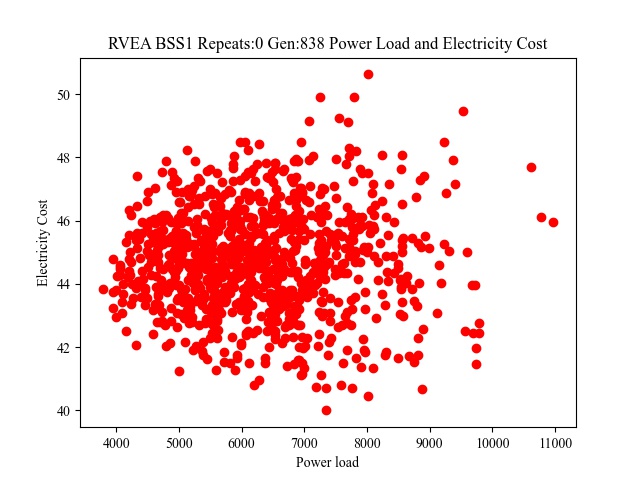 RVEA BSS1 Repeats:0 Gen:838 Power Load and Electricity Cost
50
48
46
44
42
40
Electricity Cost
4000 5000 6000 7000 8000 9000 10000 11000
Power load